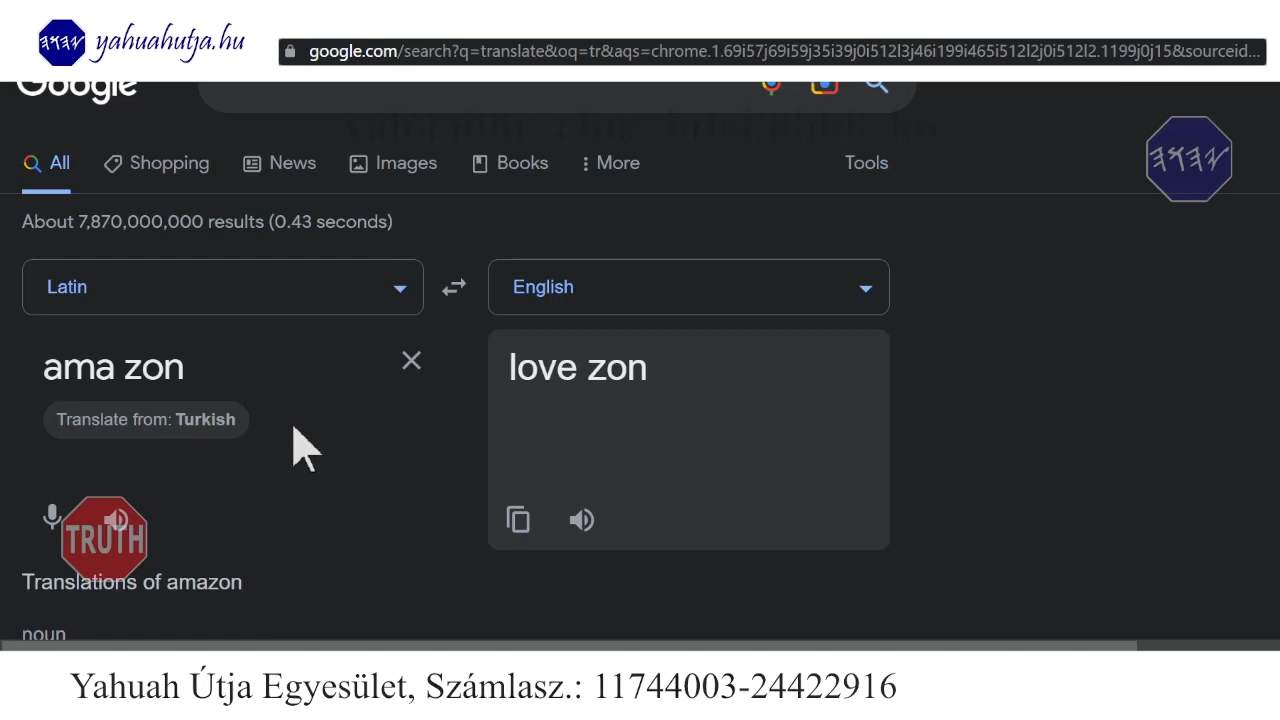 yahuahutja.hu
google.com/search?q=translate&oq=tr&aqs=chrome.1.69i57j69i59j35i39j0i512l3j46i199i465i512l2j0i512l2.1199j0j15&sourceid...
Google
All Shopping News Images Books More Tools
About 7,870,000,000 results (0.43 seconds)
Latin English
ama zon love zon
Translate from: Turkish
TRUTH
Translations of amazon
noun
Yahuah Útja Egyesület, Számlasz.: 11744003-24422916